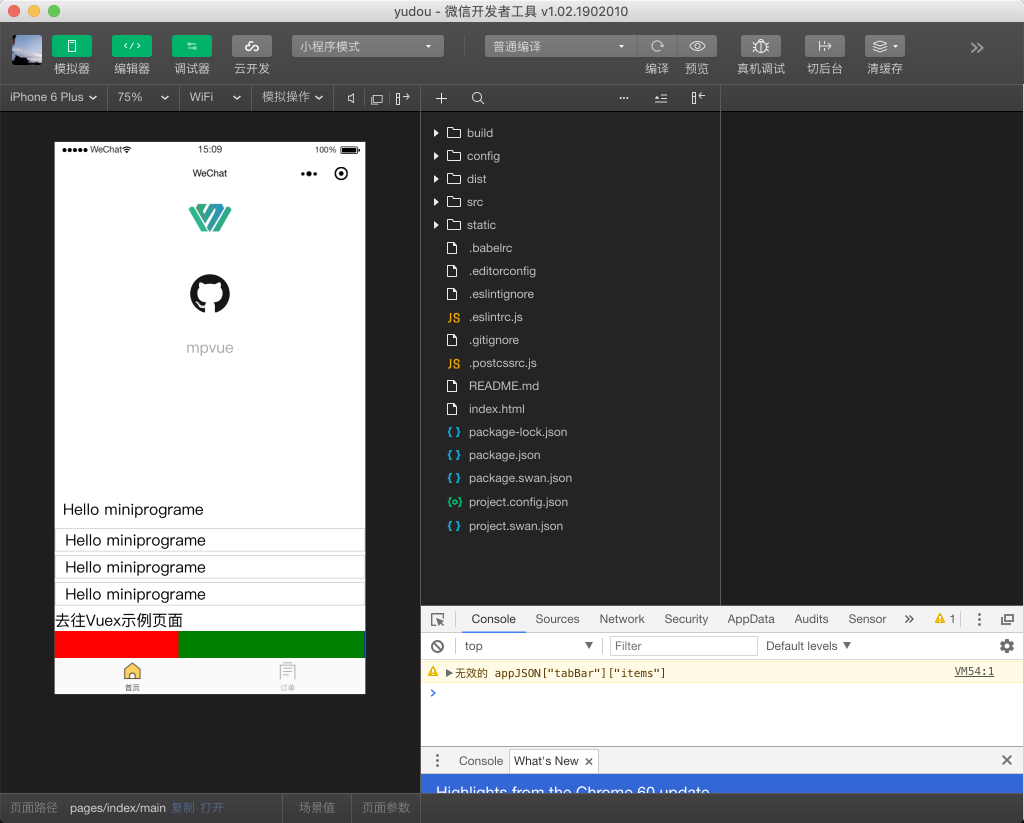 yudou - 微信开发者工具 v1.02.1902010
模拟器 编辑器 调试器 云开发 小程序模式 普通编译 编译 预览 真机调试 切后台 清缓存
iPhone 6 Plus 75% WiFi 模拟操作
WeChat 15:09 100%
WeChat
mpvue
Hello miniprograme
Hello miniprograme
Hello miniprograme
Hello miniprograme
去往Vuex示例页面
首页 订单
build
config
dist
src
static
.babelrc
.editorconfig
.eslintignore
JS .eslintrc.js
.gitignore
JS .postcssrc.js
README.md
index.html
{ } package-lock.json
{ } package.json
{ } package.swan.json
{o} project.config.json
{ } project.swan.json
Console Sources Network Security AppData Audits Sensor 1
top Filter Default levels
无效的 appJSON["tabBar"]["items"] VM54:1
Console What's New
Highlights from the Chrome 60 update
页面路径 pages/index/main 复制 打开 场景值 页面参数